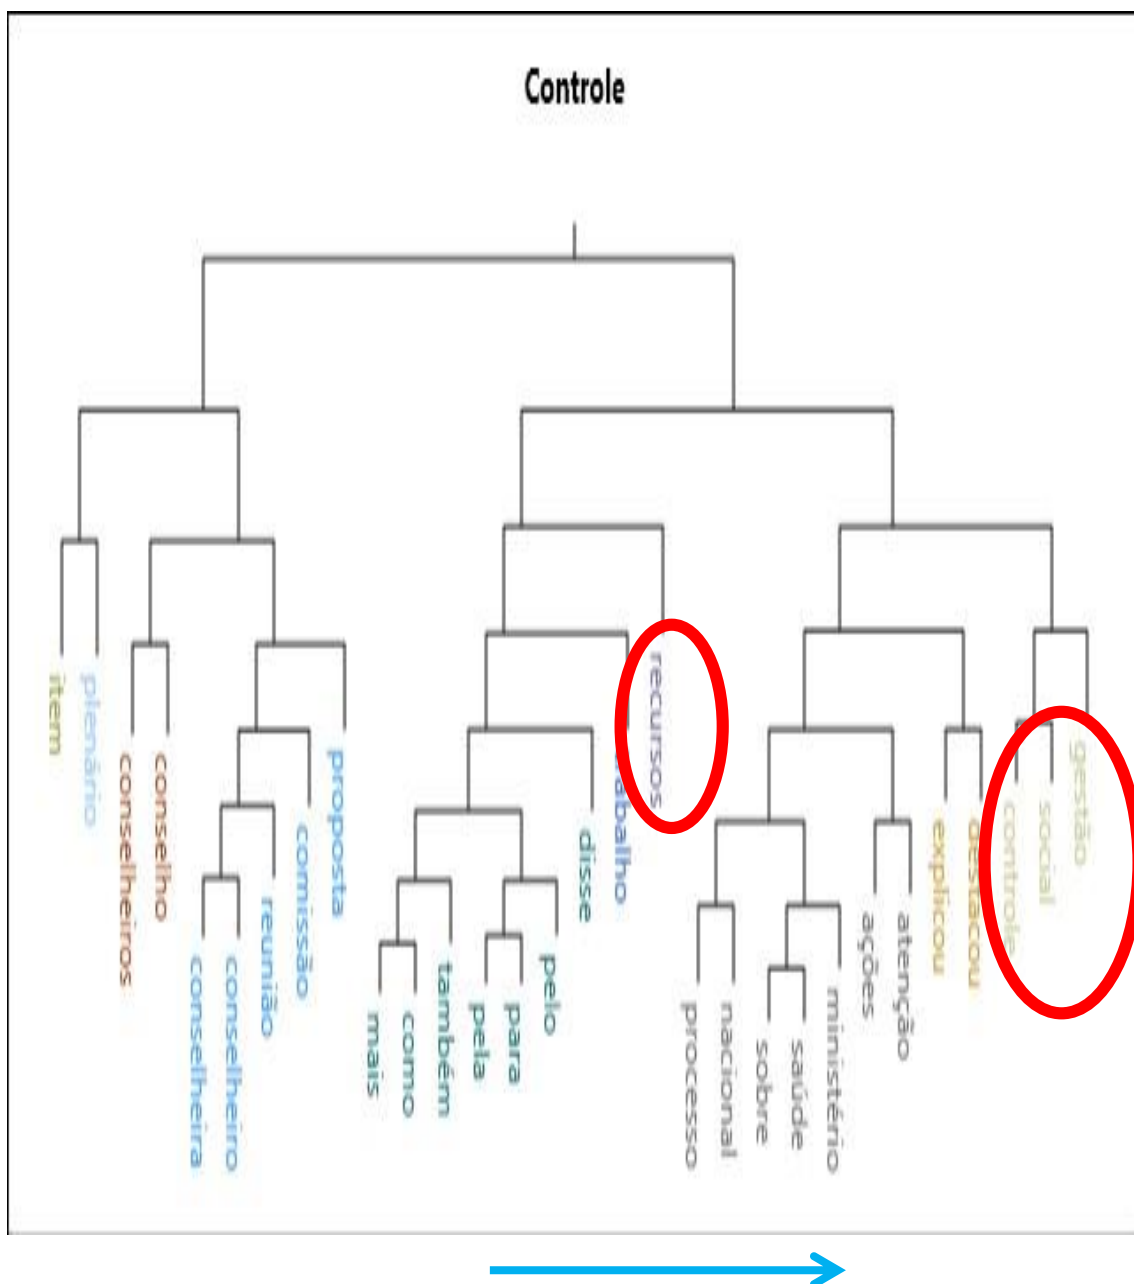 Controle
item
plenário
conselheiros
conselho
conselheira
conselheiro
reunião
comissão
proposta
mais
como
também
pela
para
pelo
disse
trabalho
recursos
processo
nacional
sobre
saúde
ministério
ações
atenção
explicou
destacou
controle
social
gestão